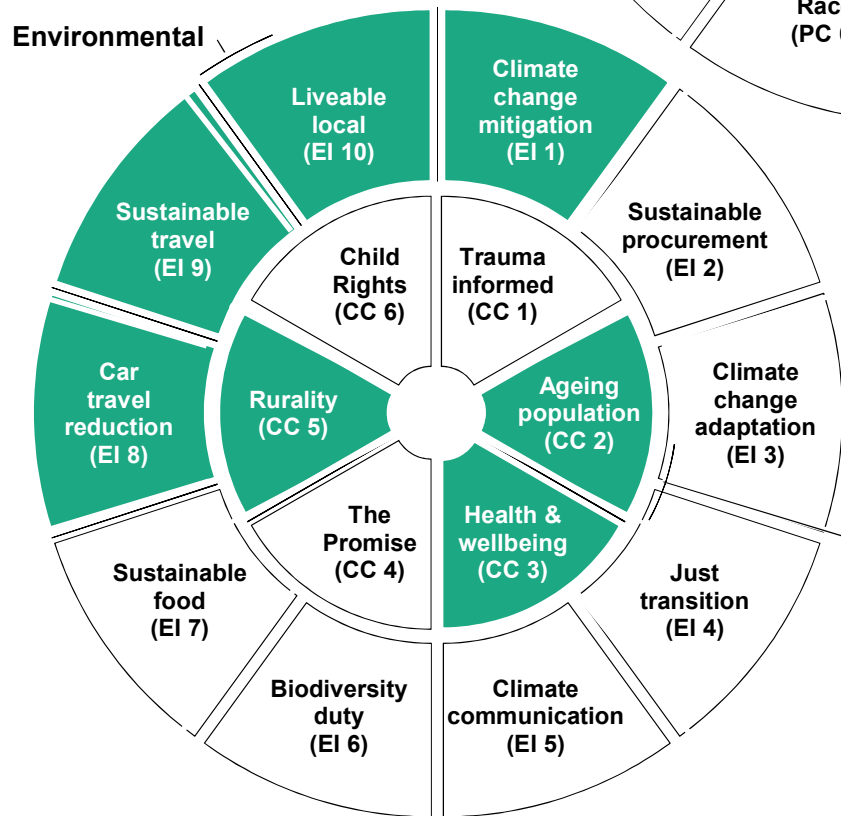 Environmental
Race
(PC 6
Liveable
local
(EI 10)
Climate
change
mitigation
(EI 1)
Sustainable
procurement
(EI 2)
Climate
change
adaptation
(EI 3)
Just
transition
(EI 4)
Climate
communication
(EI 5)
Biodiversity
duty
(EI 6)
Sustainable
food
(EI 7)
Car
travel
reduction
(EI 8)
Sustainable
travel
(EI 9)
Child
Rights
(CC 6)
Trauma
informed
(CC 1)
Ageing
population
(CC 2)
Health &
wellbeing
(CC 3)
The
Promise
(CC 4)
Rurality
(CC 5)